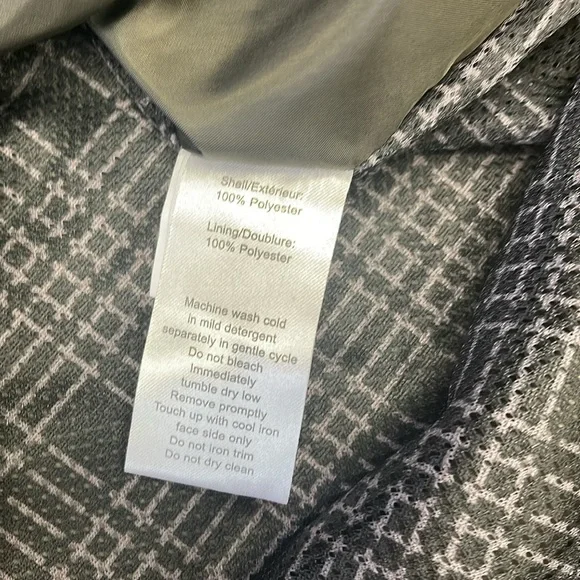 Shell/Extérieur:
100% Polyester
Lining/Doublure:
100% Polyester
Machine wash cold
in mild detergent
separately in gentle cycle
Do not bleach
Immediately
tumble dry low
Remove promptly
Touch up with cool iron
face side only
Do not iron trim
Do not dry clean